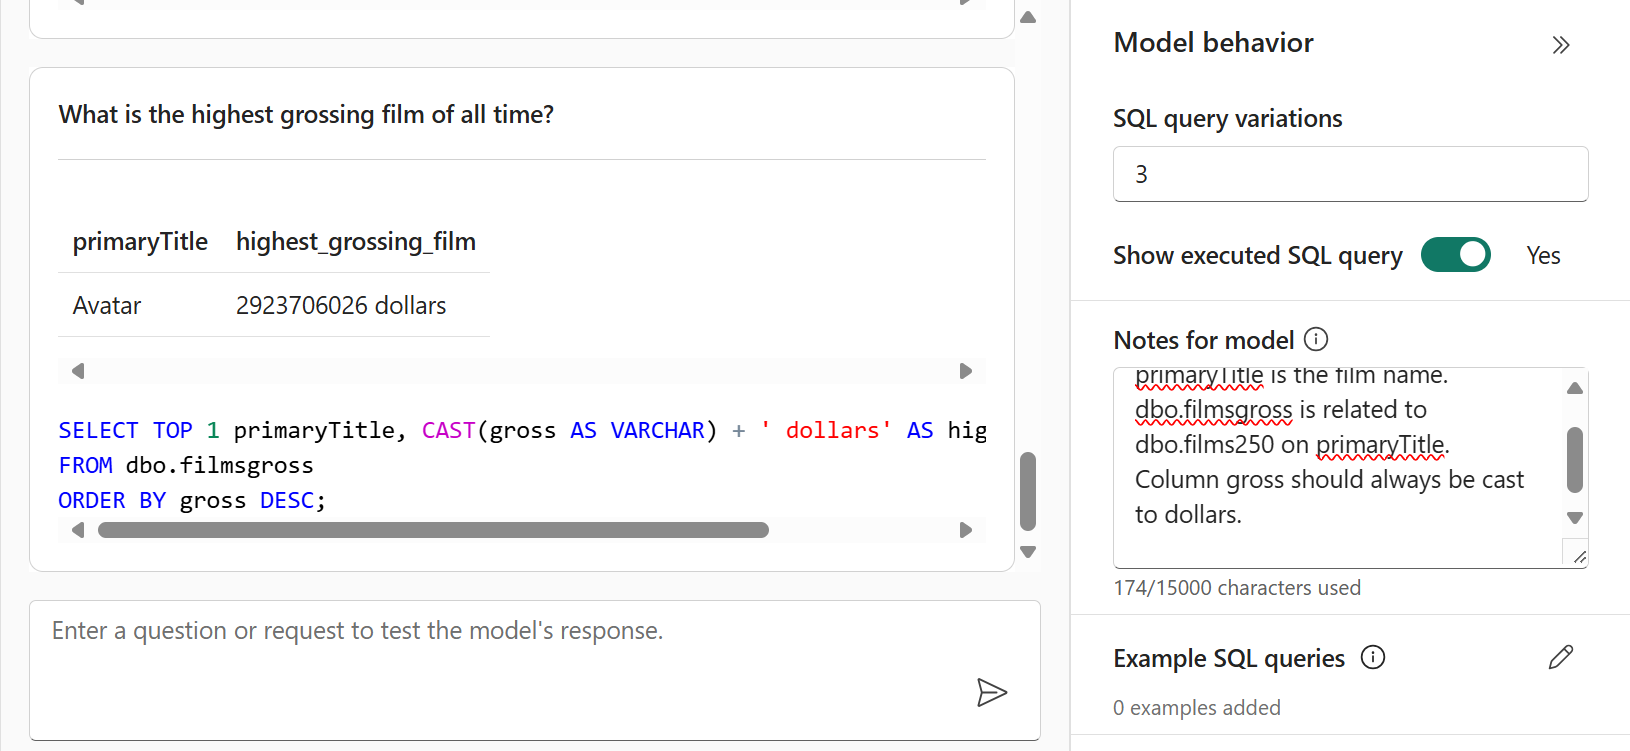 What is the highest grossing film of all time?
primaryTitle highest_grossing_film
Avatar 2923706026 dollars
SELECT TOP 1 primaryTitle, CAST(gross AS VARCHAR) + ' dollars' AS hig
FROM dbo.filmsgross
ORDER BY gross DESC;
Enter a question or request to test the model's response.
Model behavior
SQL query variations
3
Show executed SQL query Yes
Notes for model
primaryTitle is the film name.
dbo.filmsgross is related to
dbo.films250 on primaryTitle.
Column gross should always be cast
to dollars.
174/15000 characters used
Example SQL queries
0 examples added